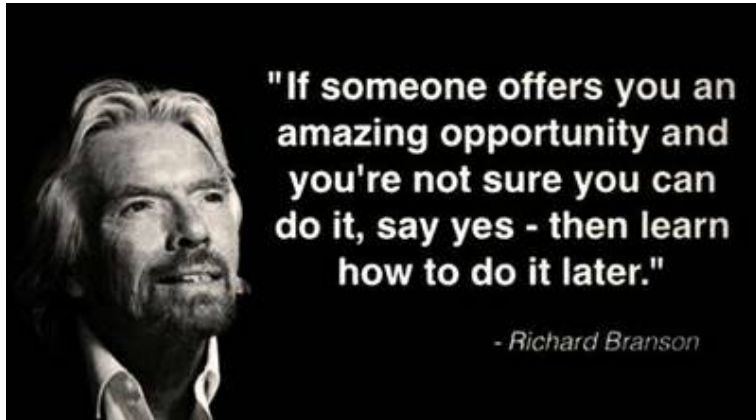 "If someone offers you an
amazing opportunity and
you're not sure you can
do it, say yes - then learn
how to do it later."
- Richard Branson